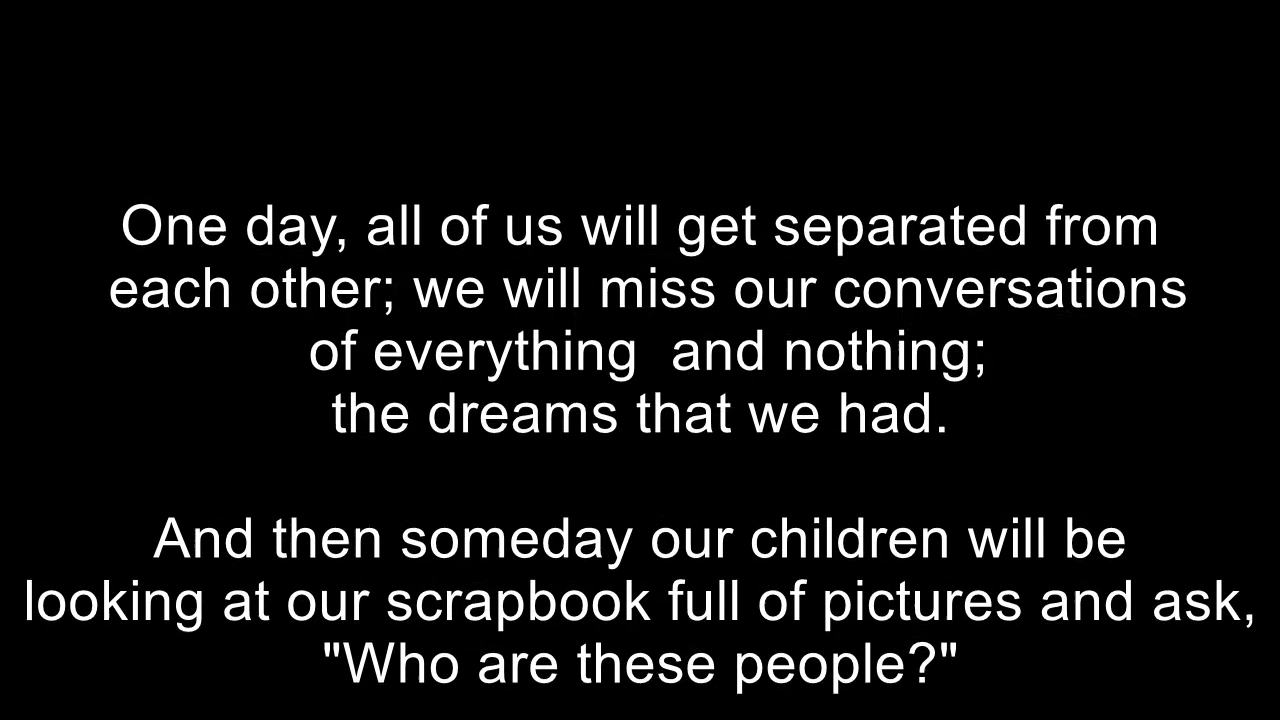 One day, all of us will get separated from
each other; we will miss our conversations
of everything  and nothing;
the dreams that we had.
And then someday our children will be
looking at our scrapbook full of pictures and ask,
"Who are these people?"